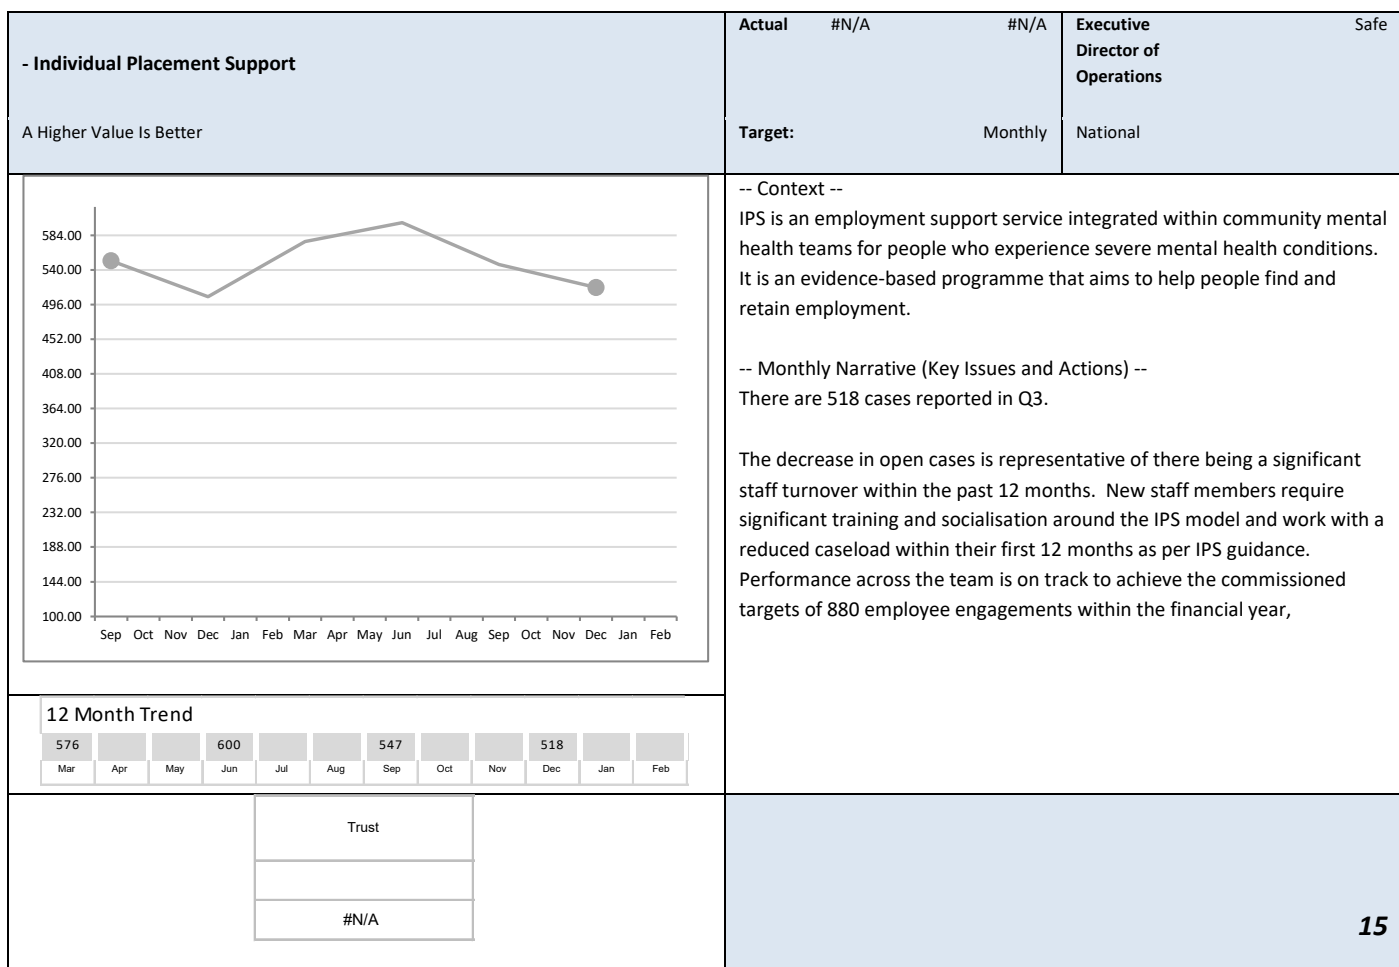 - Individual Placement Support
A Higher Value Is Better
Actual #N/A #N/A
Executive Safe
Director of
Operations
Target: Monthly
National
584.00
540.00
496.00
452.00
408.00
364.00
320.00
276.00
232.00
188.00
144.00
100.00
Sep Oct Nov Dec Jan Feb Mar Apr May Jun Jul Aug Sep Oct Nov Dec Jan Feb
12 Month Trend
576 600 547 518
Mar Apr May Jun Jul Aug Sep Oct Nov Dec Jan Feb
-- Context --
IPS is an employment support service integrated within community mental
health teams for people who experience severe mental health conditions.
It is an evidence-based programme that aims to help people find and
retain employment.
-- Monthly Narrative (Key Issues and Actions) --
There are 518 cases reported in Q3.
The decrease in open cases is representative of there being a significant
staff turnover within the past 12 months.  New staff members require
significant training and socialisation around the IPS model and work with a
reduced caseload within their first 12 months as per IPS guidance.
Performance across the team is on track to achieve the commissioned
targets of 880 employee engagements within the financial year,
Trust
#N/A
15